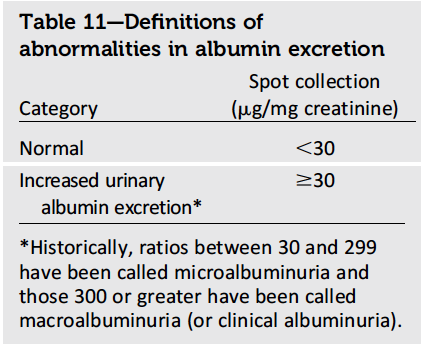 Table 11—Definitions of
abnormalities in albumin excretion
Spot collection
Category (μg/mg creatinine)
Normal <30
Increased urinary ≥30
albumin excretion*
*Historically, ratios between 30 and 299
have been called microalbuminuria and
those 300 or greater have been called
macroalbuminuria (or clinical albuminuria).